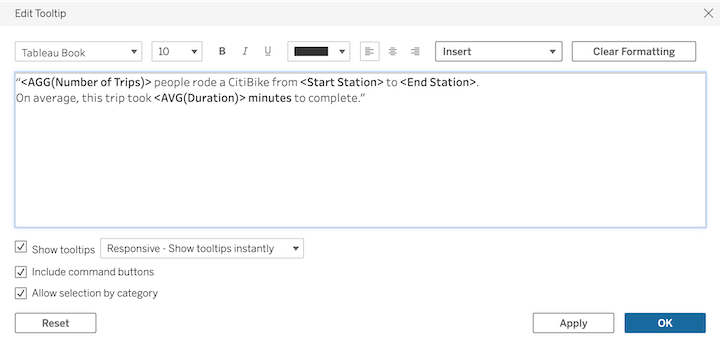 Edit Tooltip
Tableau Book 10 B I U Insert Clear Formatting
“<AGG(Number of Trips)> people rode a CitiBike from <Start Station> to <End Station>.
On average, this trip took <AVG(Duration)> minutes to complete.”
Show tooltips Responsive - Show tooltips instantly
Include command buttons
Allow selection by category
Reset Apply OK